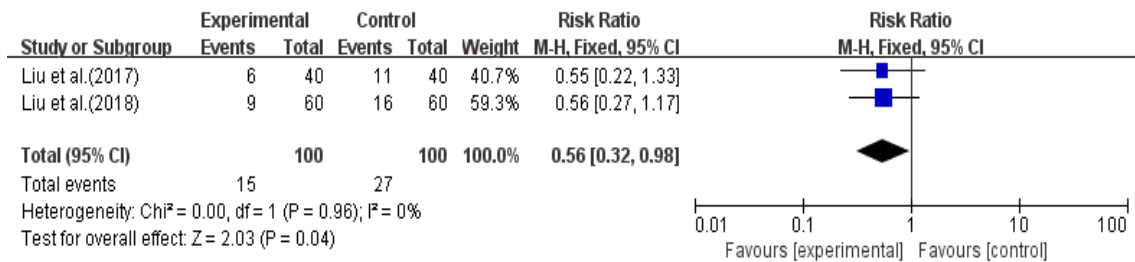 Experimental Control Risk Ratio Risk Ratio
Study or Subgroup Events Total Events Total Weight M-H, Fixed, 95% CI M-H, Fixed, 95% CI
Liu et al.(2017) 6 40 11 40 40.7% 0.55 [0.22, 1.33]
Liu et al.(2018) 9 60 16 60 59.3% 0.56 [0.27, 1.17]
Total (95% CI) 100 100 100.0% 0.56 [0.32, 0.98]
Total events 15 27
Heterogeneity: Chi² = 0.00, df = 1 (P = 0.96); I² = 0%
Test for overall effect: Z = 2.03 (P = 0.04)
0.01 0.1 1 10 100
Favours [experimental] Favours [control]